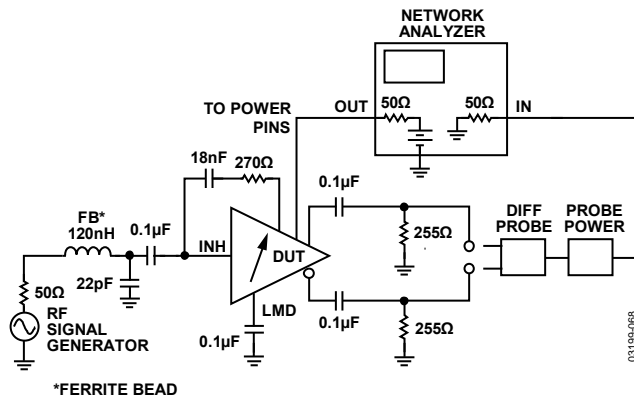 NETWORK
ANALYZER
OUT
50Ω
50Ω
IN
TO POWER
PINS
18nF
270Ω
0.1µF
FB*
120nH
0.1µF
INH
DUT
255Ω
DIFF
PROBE
PROBE
POWER
22pF
50Ω
LMD
0.1µF
0.1µF
255Ω
RF
SIGNAL
GENERATOR
*FERRITE BEAD
03199-068